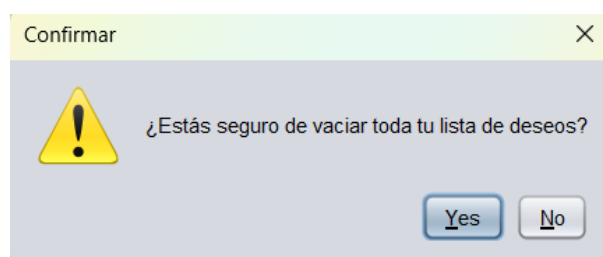 Confirmar
¿Estás seguro de vaciar toda tu lista de deseos?
Yes No